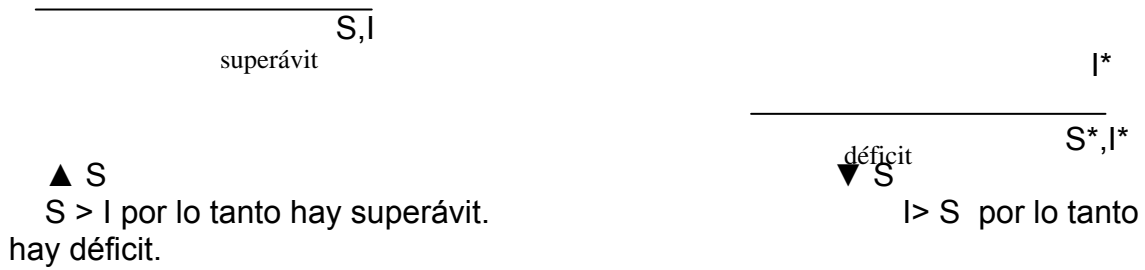 S,I
superávit
I*
S*,I*
déficit
▲ S
▼ S
S > I por lo tanto hay superávit.
I> S por lo tanto
hay déficit.